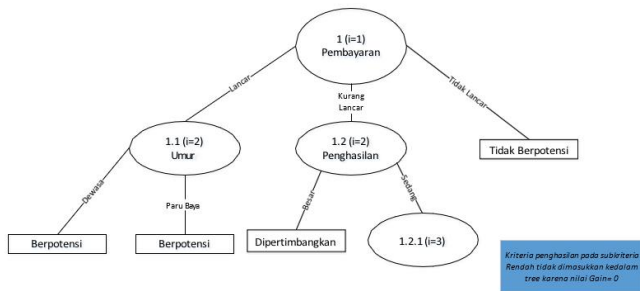 1 (i=1)
Pembayaran
Lancar
Kurang
Lancar
Tidak Lancar
1.1 (i=2)
Umur
1.2 (i=2)
Penghasilan
Tidak Berpotensi
Dewasa
Paru Baya
Besar
Sedang
Berpotensi
Berpotensi
Dipertimbangkan
1.2.1 (i=3)
Kriteria penghasilan pada subkriteria
Rendah tidak dimasukkan kedalam
tree karena nilai Gain= 0